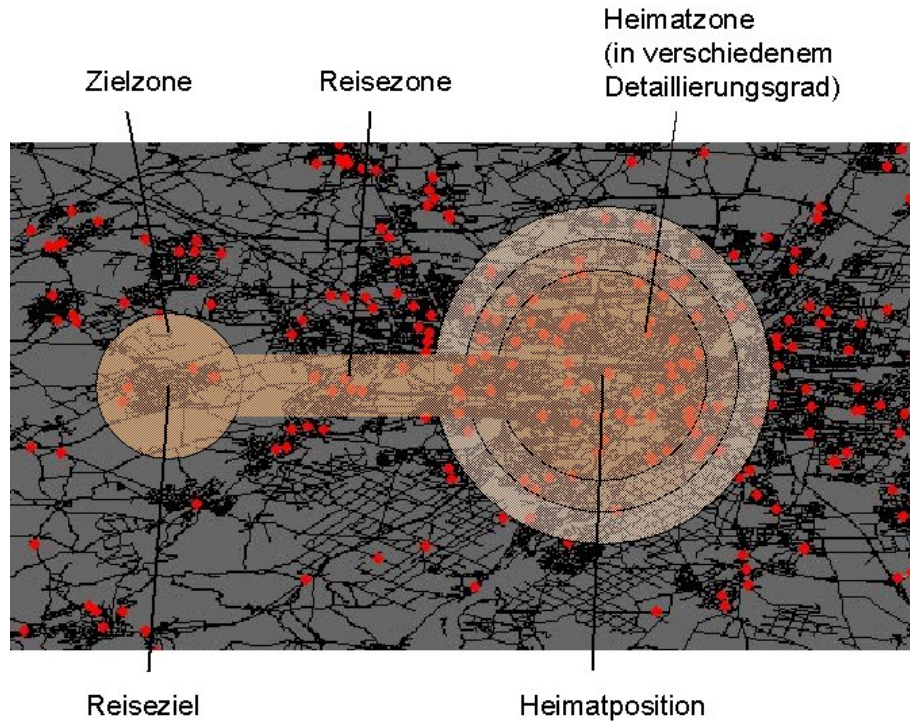 Heimatzone
(in verschiedenem
Detaillierungsgrad)
Zielzone
Reisezone
Reiseziel
Heimatposition